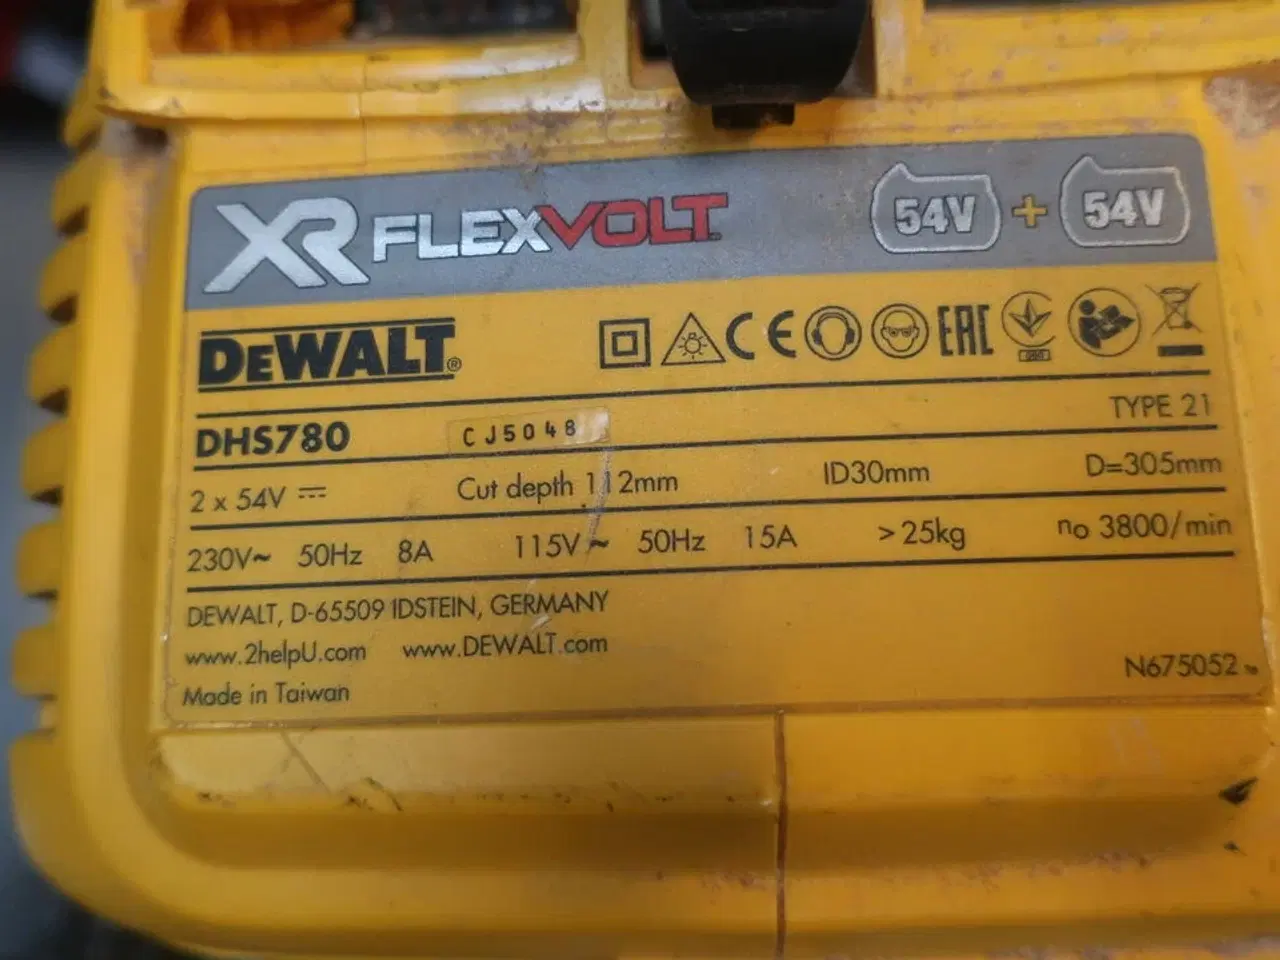 XR FLEXVOLT 54V + 54V
DEWALT® EAC
TYPE 21
DHS780 CJ5048
2 x 54V ⎓ Cut depth 112mm ID30mm D=305mm
230V~ 50Hz 8A 115V~ 50Hz 15A >25kg no 3800/min
DEWALT, D-65509 IDSTEIN, GERMANY
www.2helpU.com www.DEWALT.com
Made in Taiwan N675052